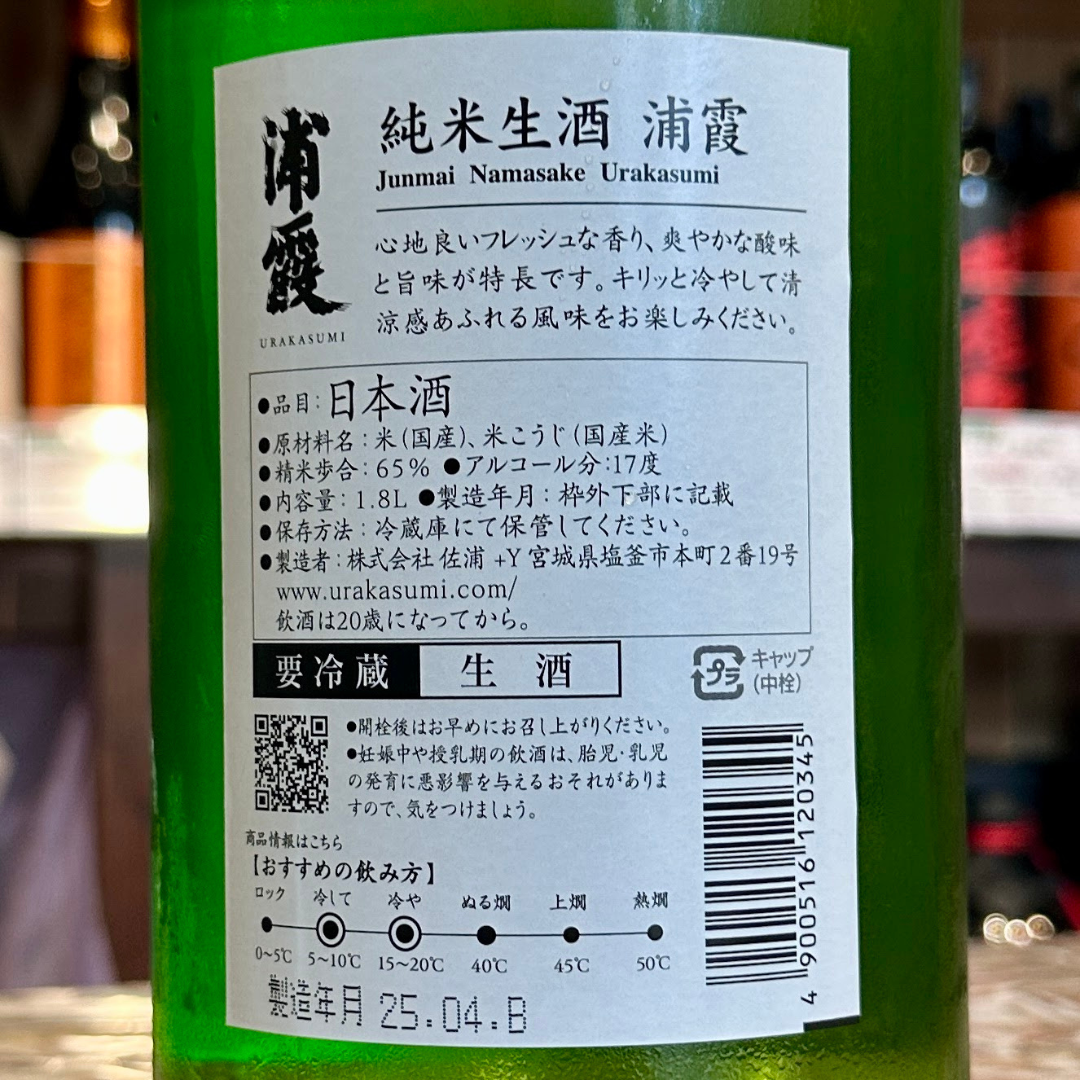 浦霞
URAKASUMI
純米生酒 浦霞
Junmai Namasake Urakasumi
心地良いフレッシュな香り、爽やかな酸味
と旨味が特長です。キリッと冷やして清
涼感あふれる風味をお楽しみください。
●品目：日本酒
●原材料名：米（国産）、米こうじ（国産米）
●精米歩合：65% ●アルコール分：17度
●内容量：1.8L ●製造年月：枠外下部に記載
●保存方法：冷蔵庫にて保管してください。
●製造者：株式会社 佐浦 +Y 宮城県塩釜市本町2番19号
www.urakasumi.com/
飲酒は20歳になってから。
要冷蔵 生酒
プラ キャップ
(中栓)
●開栓後はお早めにお召し上がりください。
●妊娠中や授乳期の飲酒は、胎児・乳児
の発育に悪影響を与えるおそれがありま
すので、気をつけましょう。
商品情報はこちら
【おすすめの飲み方】
ロック 冷して 冷や ぬる燗 上燗 熱燗
0~5℃ 5~10℃ 15~20℃ 40℃ 45℃ 50℃
製造年月 25.04.B
4 900516 120345